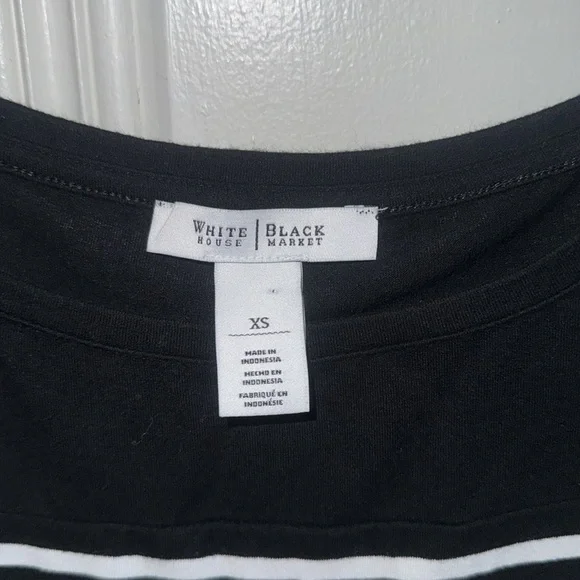 WHITE | BLACK
HOUSE | MARKET
XS
MADE IN
INDONESIA
HECHO EN
INDONESIA
FABRIQUÉ EN
INDONÉSIE